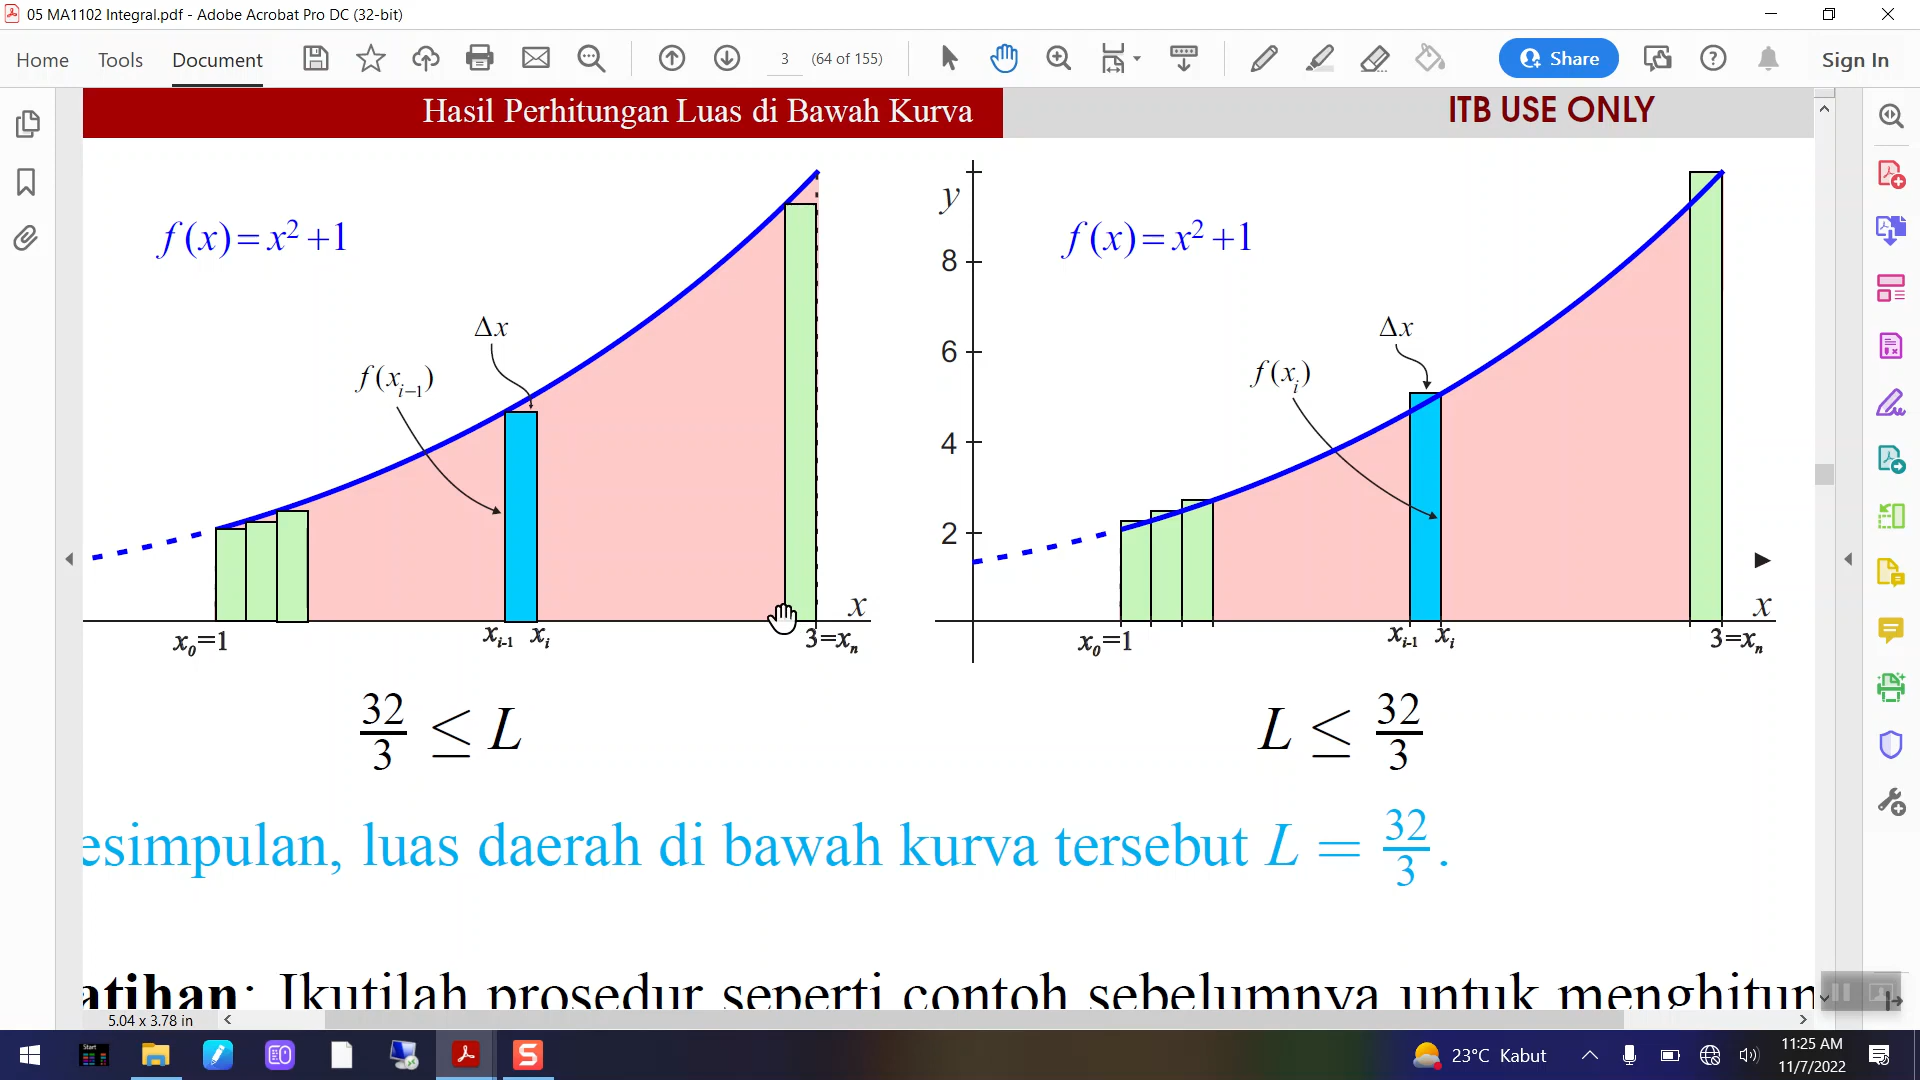 05 MA1102 Integral.pdf - Adobe Acrobat Pro DC (32-bit)
Home Tools Document 3 (64 of 155) Share Sign In
Hasil Perhitungan Luas di Bawah Kurva ITB USE ONLY
f(x)=x²+1
Δx
f(xᵢ₋₁)
x
x₀=1 xᵢ₋₁ xᵢ 3=xₙ
y
f(x)=x²+1
8
6
4
2
Δx
f(xᵢ)
x
x₀=1 xᵢ₋₁ xᵢ 3=xₙ
32/3 ≤ L
L ≤ 32/3
esimpulan, luas daerah di bawah kurva tersebut L = 32/3.
atihan: Ikutilah prosedur seperti contoh sebelumnya untuk menghitun
5.04 x 3.78 in
Start
23°C Kabut
11:25 AM
11/7/2022